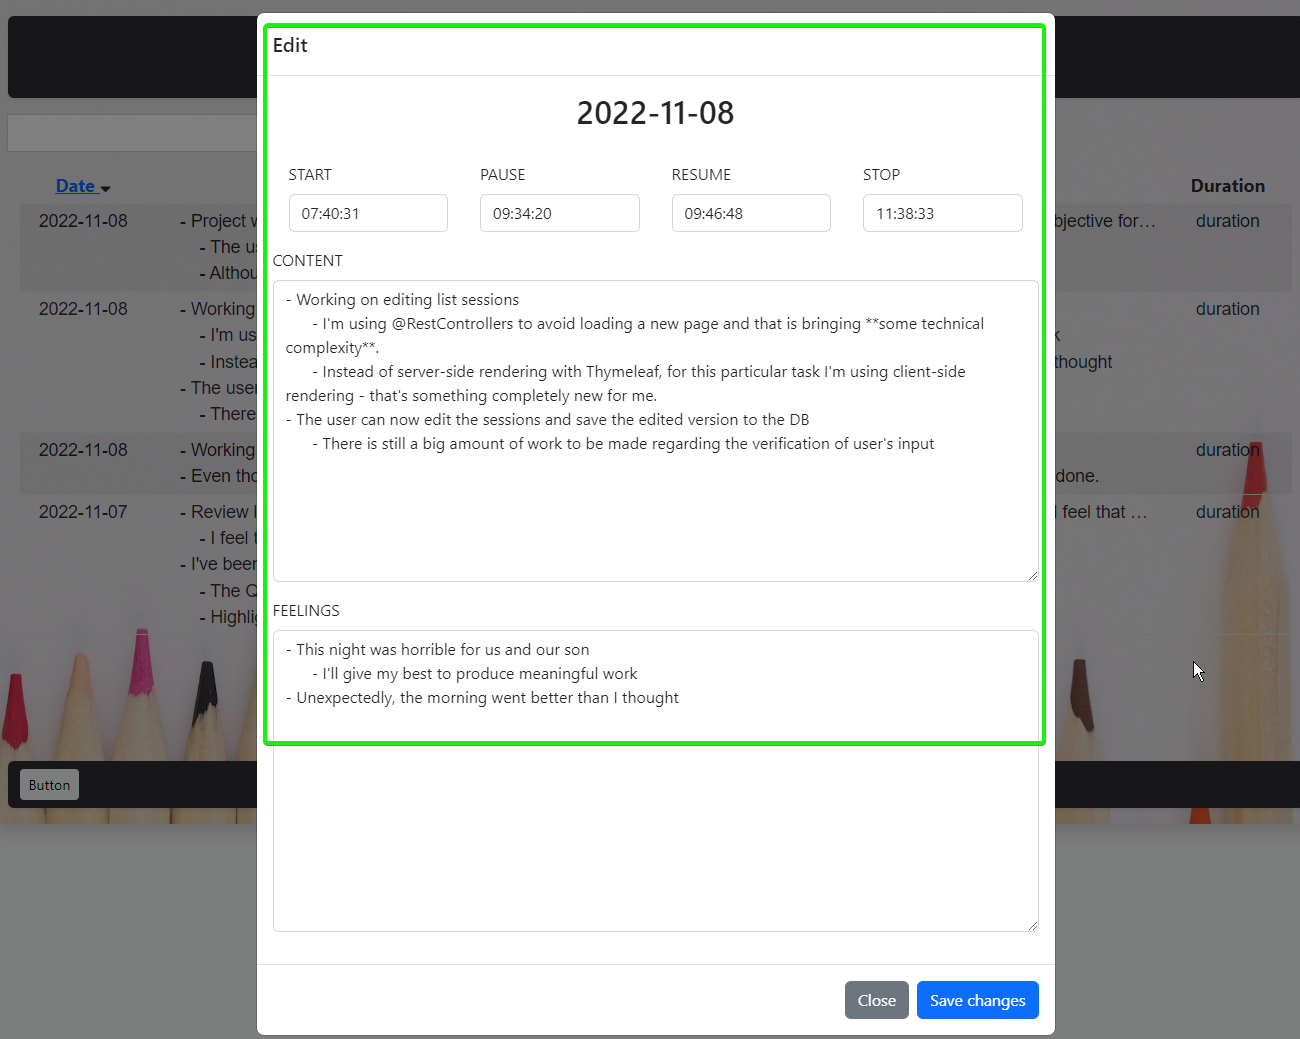 Edit
2022-11-08
START PAUSE RESUME STOP
07:40:31 09:34:20 09:46:48 11:38:33
CONTENT
- Working on editing list sessions
- I'm using @RestControllers to avoid loading a new page and that is bringing **some technical
complexity**.
- Instead of server-side rendering with Thymeleaf, for this particular task I'm using client-side
rendering - that's something completely new for me.
- The user can now edit the sessions and save the edited version to the DB
- There is still a big amount of work to be made regarding the verification of user's input
FEELINGS
- This night was horrible for us and our son
- I'll give my best to produce meaningful work
- Unexpectedly, the morning went better than I thought
Close Save changes
Date Duration
2022-11-08 - Project for... duration
- The
2022-11-08 - Working duration
- I'm
thought
- The user
- There
2022-11-08 - Working duration
- Even done.
2022-11-07 - Review I feel that ... duration
- I feel
- I've been
- The
Button